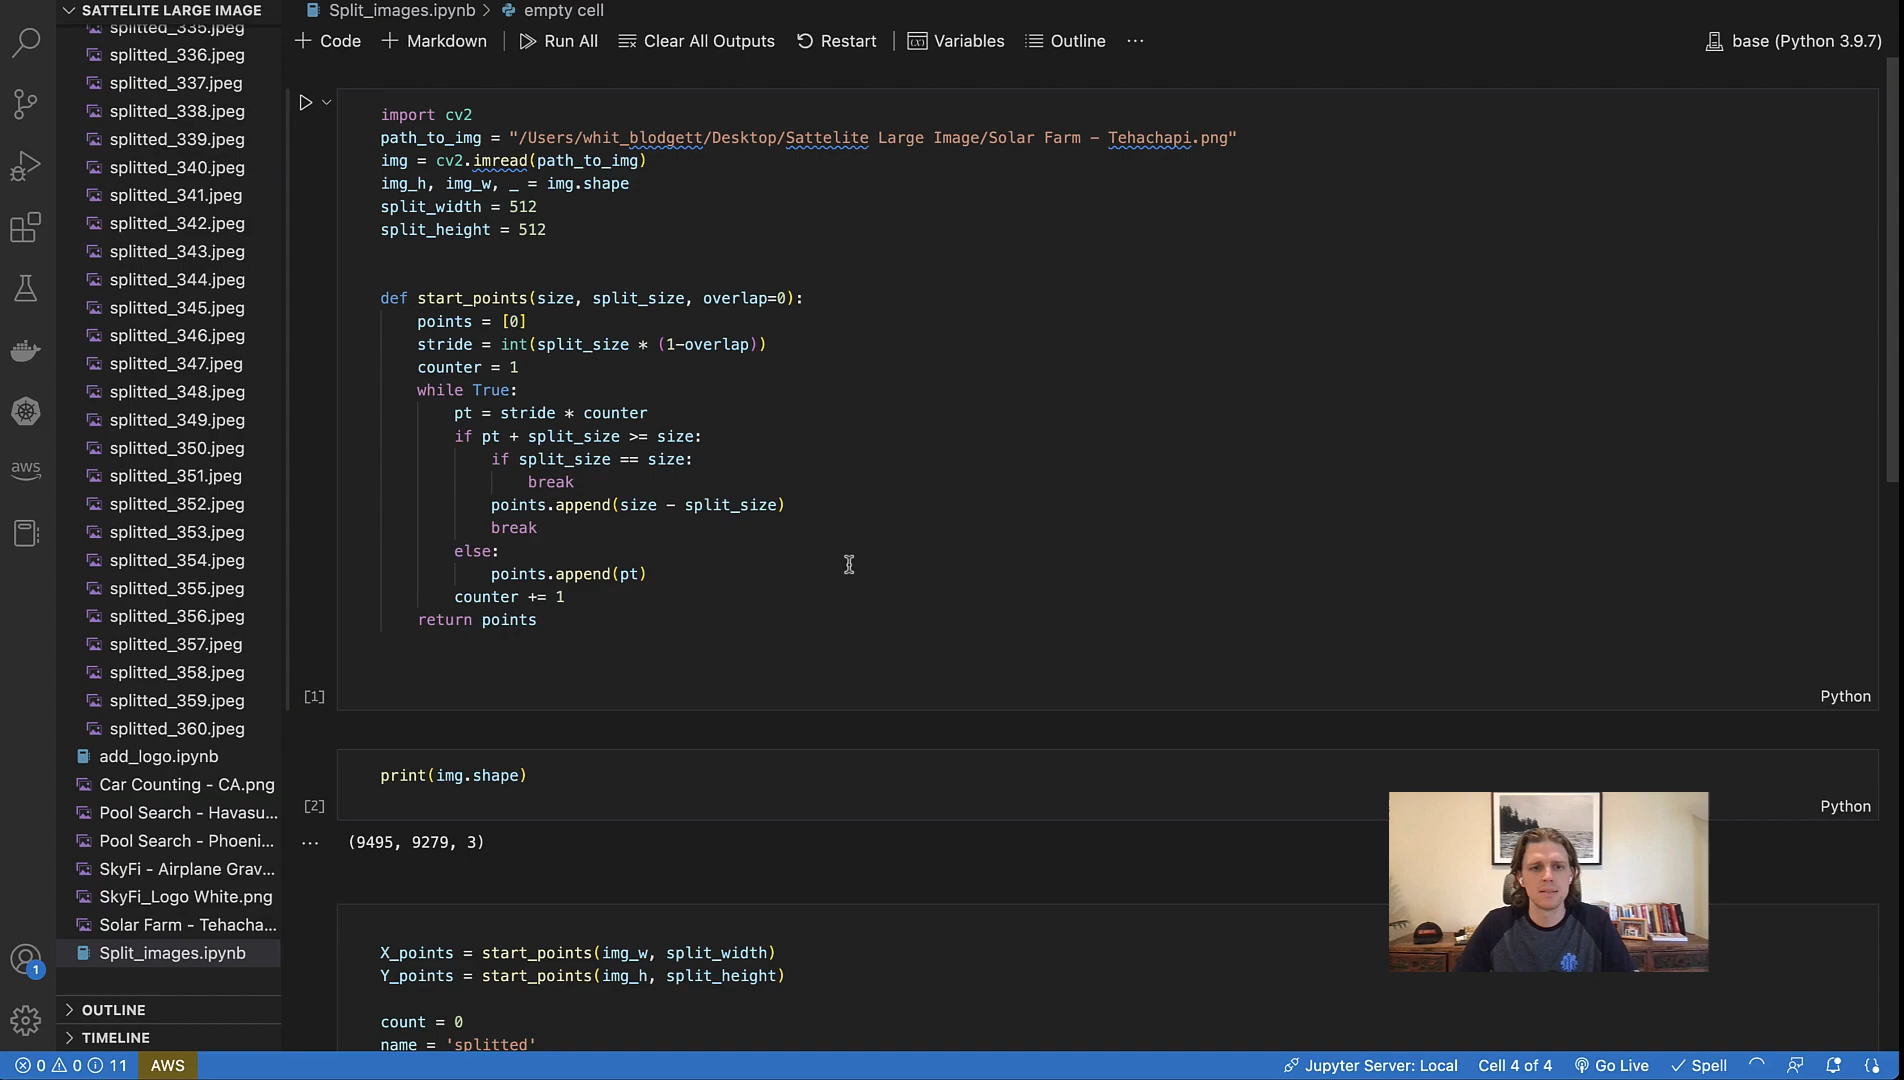 SATTELITE LARGE IMAGE
splitted_335.jpeg
splitted_336.jpeg
splitted_337.jpeg
splitted_338.jpeg
splitted_339.jpeg
splitted_340.jpeg
splitted_341.jpeg
splitted_342.jpeg
splitted_343.jpeg
splitted_344.jpeg
splitted_345.jpeg
splitted_346.jpeg
splitted_347.jpeg
splitted_348.jpeg
splitted_349.jpeg
splitted_350.jpeg
splitted_351.jpeg
splitted_352.jpeg
splitted_353.jpeg
splitted_354.jpeg
splitted_355.jpeg
splitted_356.jpeg
splitted_357.jpeg
splitted_358.jpeg
splitted_359.jpeg
splitted_360.jpeg
add_logo.ipynb
Car Counting - CA.png
Pool Search - Havasu...
Pool Search - Phoeni...
SkyFi - Airplane Grav...
SkyFi_Logo White.png
Solar Farm - Tehacha...
Split_images.ipynb
OUTLINE
TIMELINE
aws
1
Split_images.ipynb > empty cell
+ Code + Markdown Run All Clear All Outputs Restart Variables Outline ... base (Python 3.9.7)
import cv2
path_to_img = "/Users/whit_blodgett/Desktop/Sattelite Large Image/Solar Farm - Tehachapi.png"
img = cv2.imread(path_to_img)
img_h, img_w, _ = img.shape
split_width = 512
split_height = 512
def start_points(size, split_size, overlap=0):
points = [0]
stride = int(split_size * (1-overlap))
counter = 1
while True:
pt = stride * counter
if pt + split_size >= size:
if split_size == size:
break
points.append(size - split_size)
break
else:
points.append(pt)
counter += 1
return points
[1] Python
print(img.shape)
[2] Python
... (9495, 9279, 3)
X_points = start_points(img_w, split_width)
Y_points = start_points(img_h, split_height)
count = 0
name = 'splitted'
0 0 11 AWS Jupyter Server: Local Cell 4 of 4 Go Live Spell